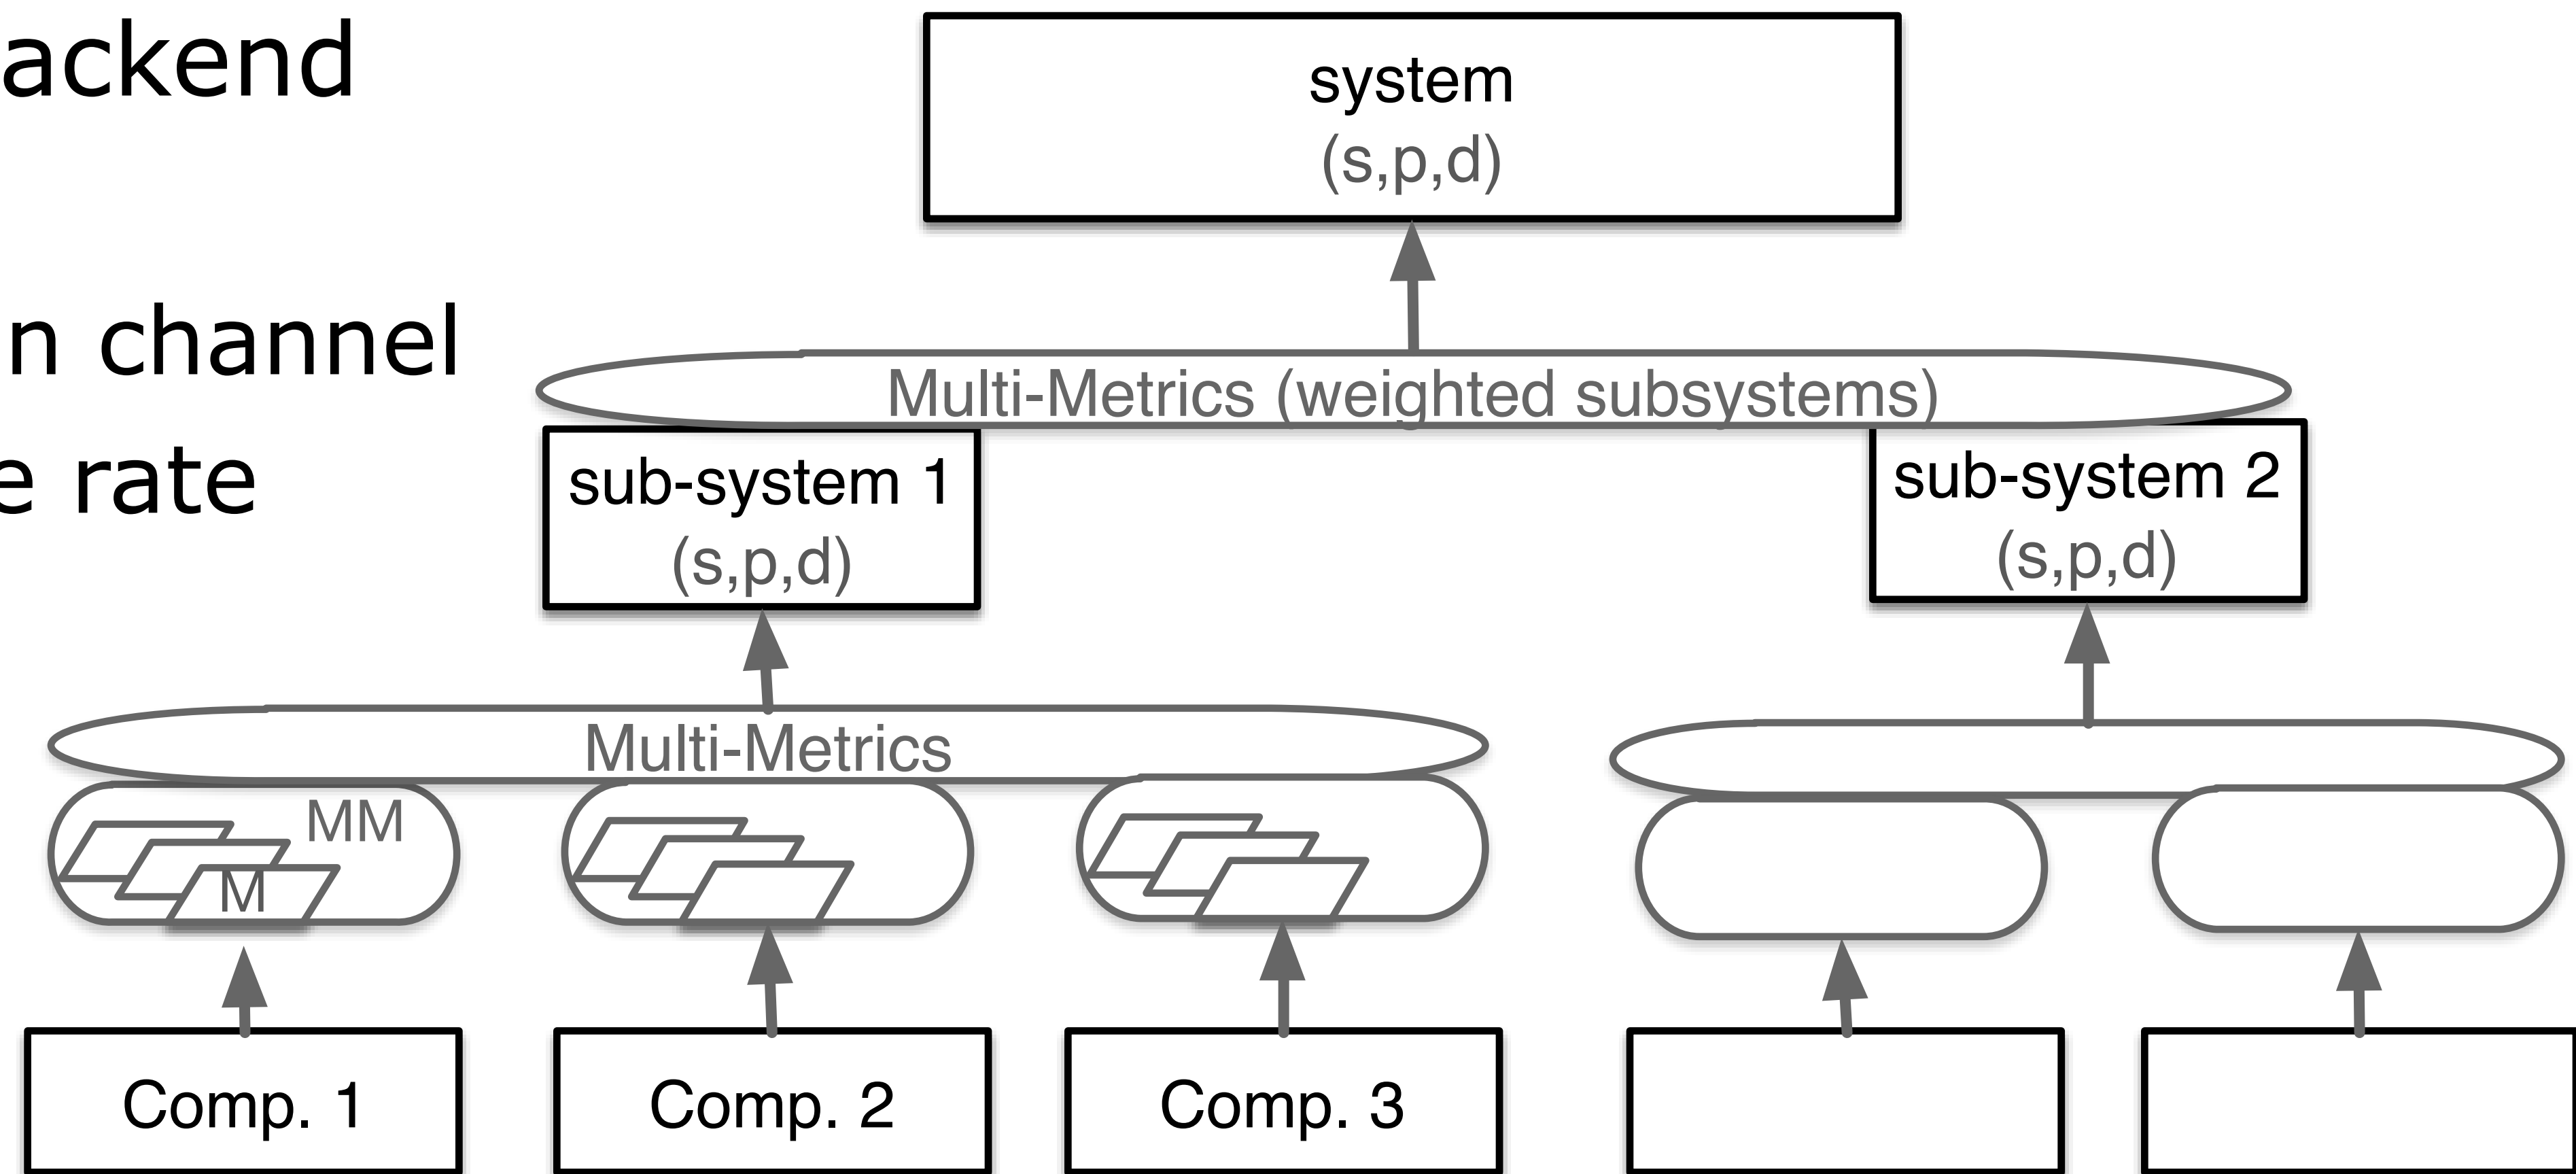 ackend
n channel
e rate
system
(s,p,d)
Multi-Metrics (weighted subsystems)
sub-system 1
(s,p,d)
sub-system 2
(s,p,d)
Multi-Metrics
MM
M
Comp. 1
Comp. 2
Comp. 3